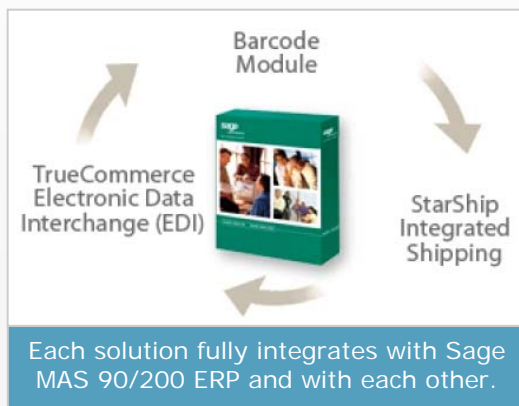 Barcode
Module
TrueCommerce
Electronic Data
Interchange (EDI)
sage
StarShip
Integrated
Shipping
Each solution fully integrates with Sage
MAS 90/200 ERP and with each other.